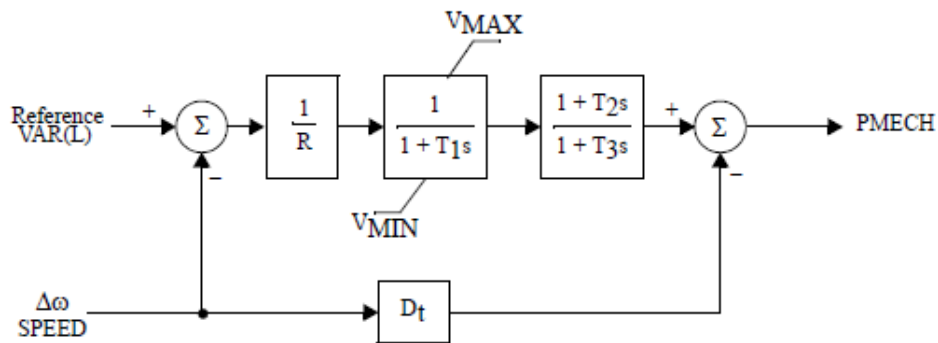 VMAX
Reference
VAR(L)
+
Σ
−
1
R
1
1 + T1s
VMIN
1 + T2s
1 + T3s
+
Σ
−
PMECH
Δω
SPEED
Dt